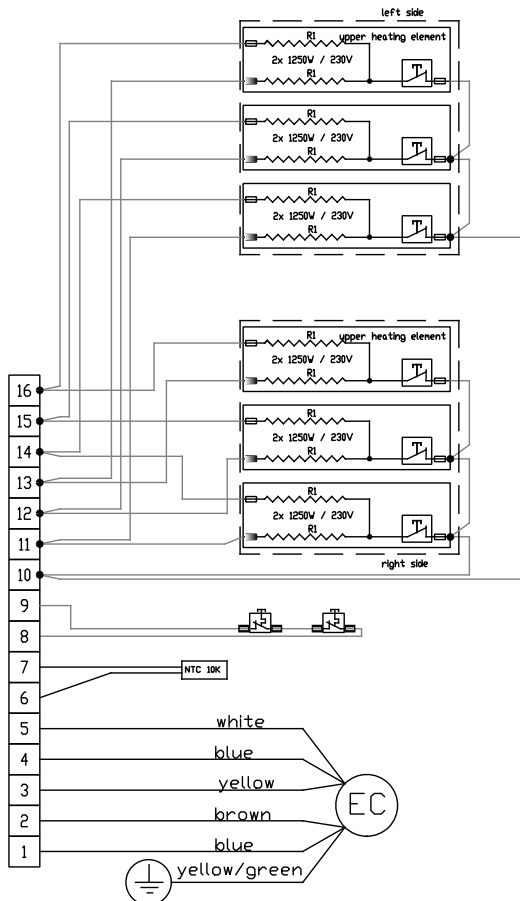 left side
R1
upper heating element
2x 1250W / 230V
R1
R1
2x 1250W / 230V
R1
R1
2x 1250W / 230V
R1
R1
upper heating element
2x 1250W / 230V
R1
R1
2x 1250W / 230V
R1
R1
2x 1250W / 230V
R1
right side
16
15
14
13
12
11
10
9
8
7
NTC 10K
6
5
white
4
blue
3
yellow
EC
2
brown
1
blue
yellow/green